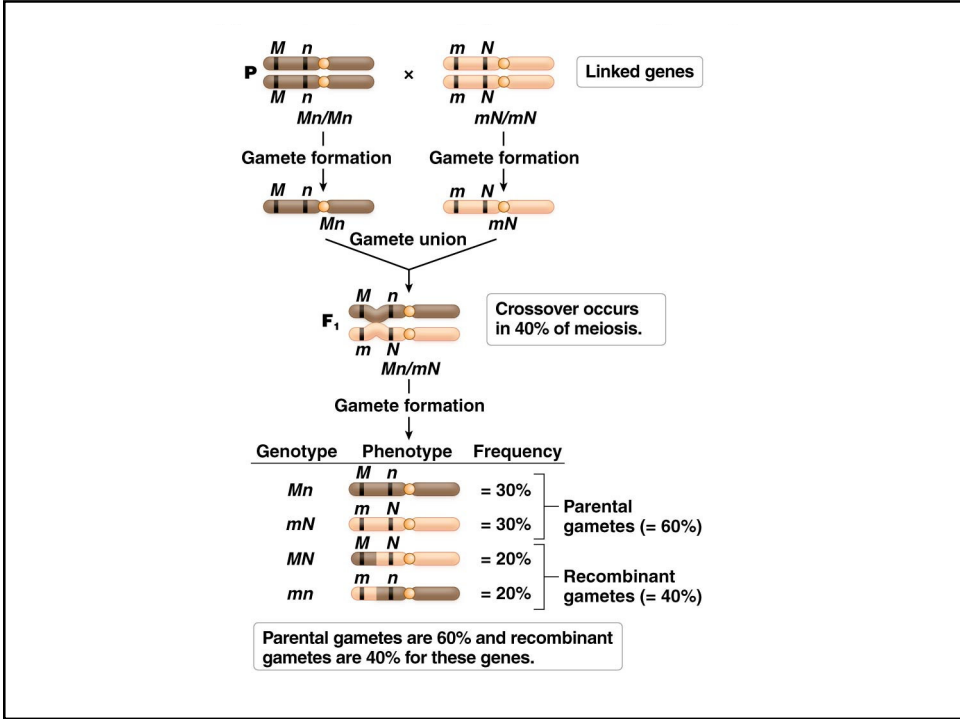 M n
m N
P × Linked genes
M n
m N
Mn/Mn mN/mN
Gamete formation Gamete formation
M n
m N
Mn mN
Gamete union
M n
F1
Crossover occurs
in 40% of meiosis.
m N
Mn/mN
Gamete formation
Genotype Phenotype Frequency
M n
Mn = 30%
m N
mN = 30%
Parental
gametes (= 60%)
M N
MN = 20%
m n
mn = 20%
Recombinant
gametes (= 40%)
Parental gametes are 60% and recombinant
gametes are 40% for these genes.